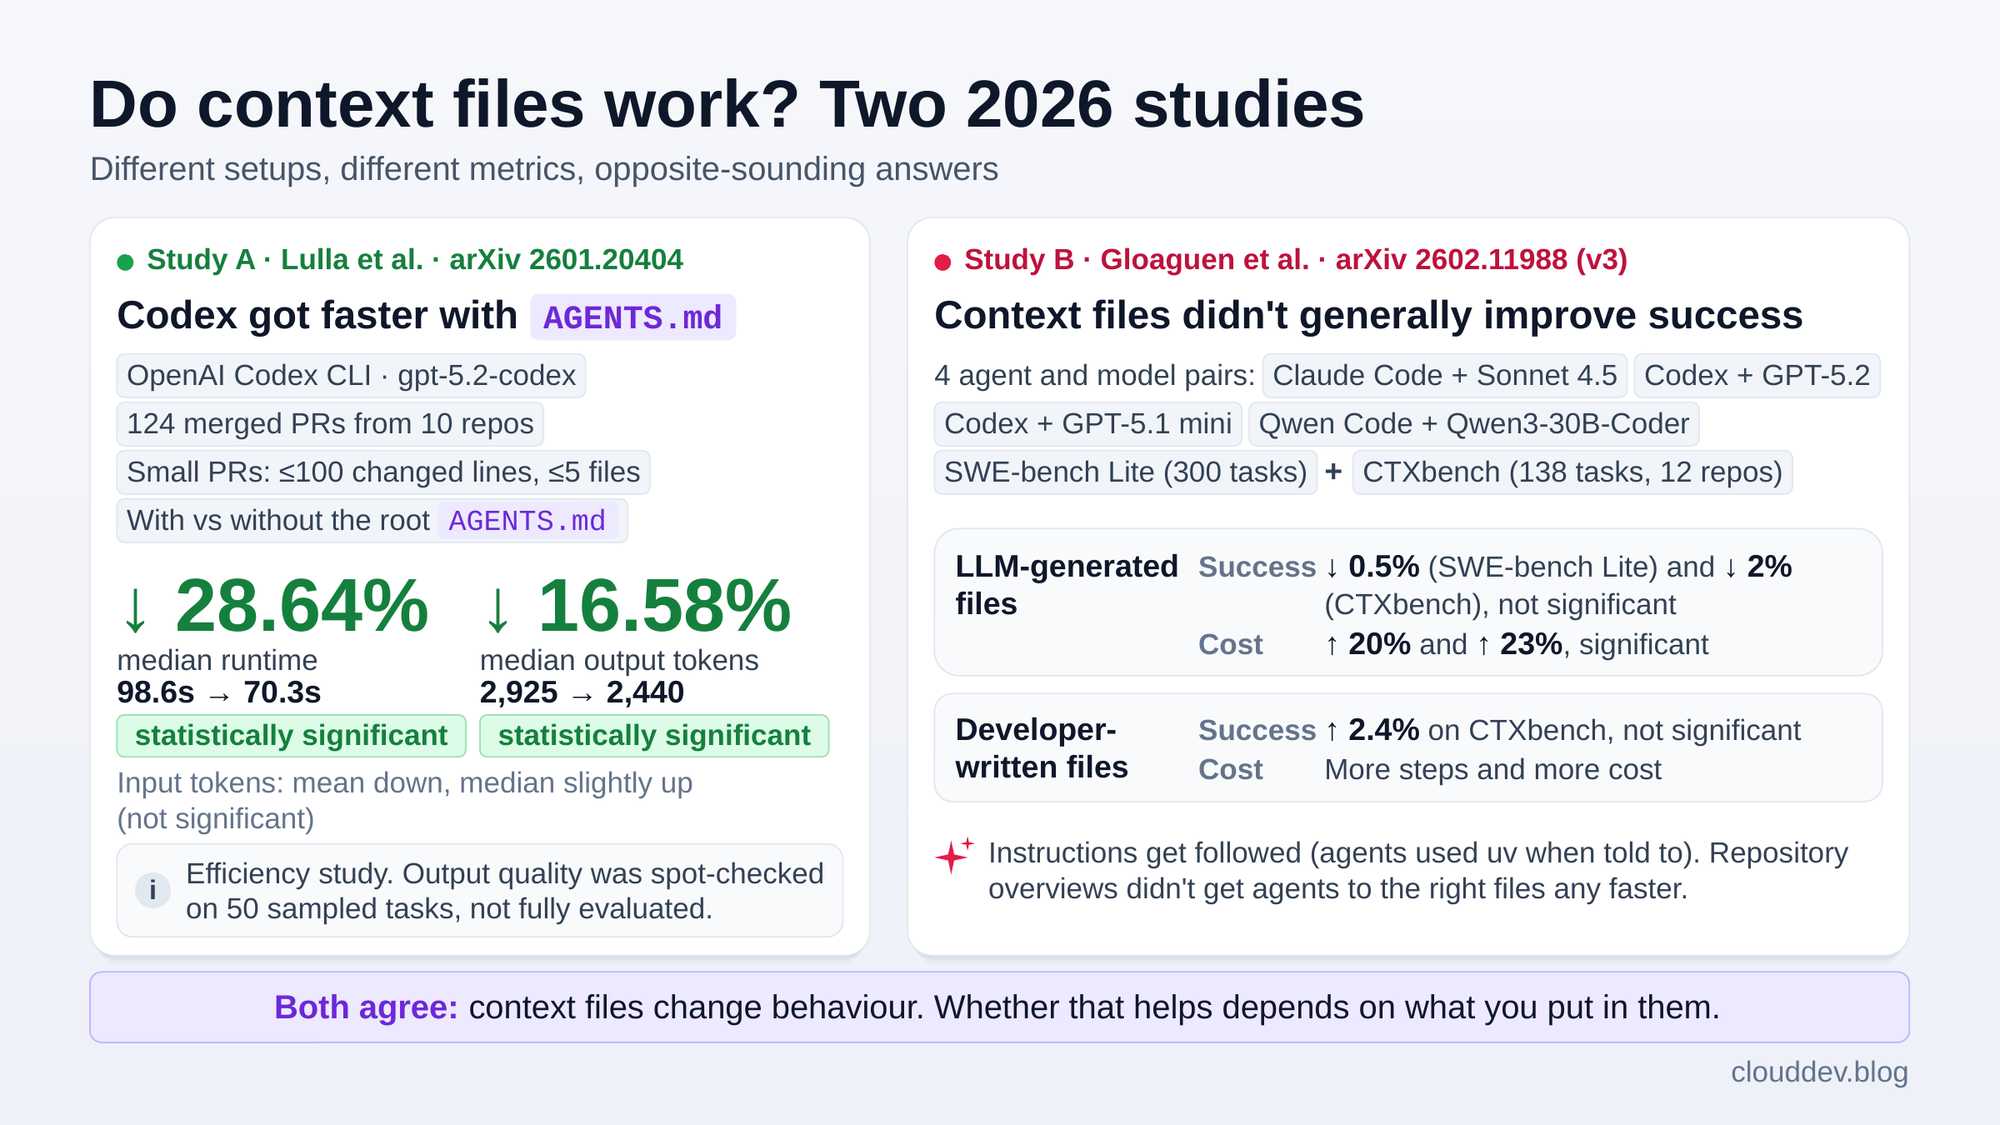 Do context files work? Two 2026 studies
Different setups, different metrics, opposite-sounding answers
Study A · Lulla et al. · arXiv 2601.20404
Codex got faster with AGENTS.md
OpenAI Codex CLI · gpt-5.2-codex
124 merged PRs from 10 repos
Small PRs: ≤100 changed lines, ≤5 files
With vs without the root AGENTS.md
↓ 28.64%
median runtime
98.6s → 70.3s
statistically significant
↓ 16.58%
median output tokens
2,925 → 2,440
statistically significant
Input tokens: mean down, median slightly up
(not significant)
i
Efficiency study. Output quality was spot-checked
on 50 sampled tasks, not fully evaluated.
Study B · Gloaguen et al. · arXiv 2602.11988 (v3)
Context files didn't generally improve success
4 agent and model pairs: Claude Code + Sonnet 4.5 Codex + GPT-5.2
Codex + GPT-5.1 mini Qwen Code + Qwen3-30B-Coder
SWE-bench Lite (300 tasks) + CTXbench (138 tasks, 12 repos)
LLM-generated
files
Success ↓ 0.5% (SWE-bench Lite) and ↓ 2%
(CTXbench), not significant
Cost ↑ 20% and ↑ 23%, significant
Developer-
written files
Success ↑ 2.4% on CTXbench, not significant
Cost More steps and more cost
Instructions get followed (agents used uv when told to). Repository
overviews didn't get agents to the right files any faster.
Both agree: context files change behaviour. Whether that helps depends on what you put in them.
clouddev.blog